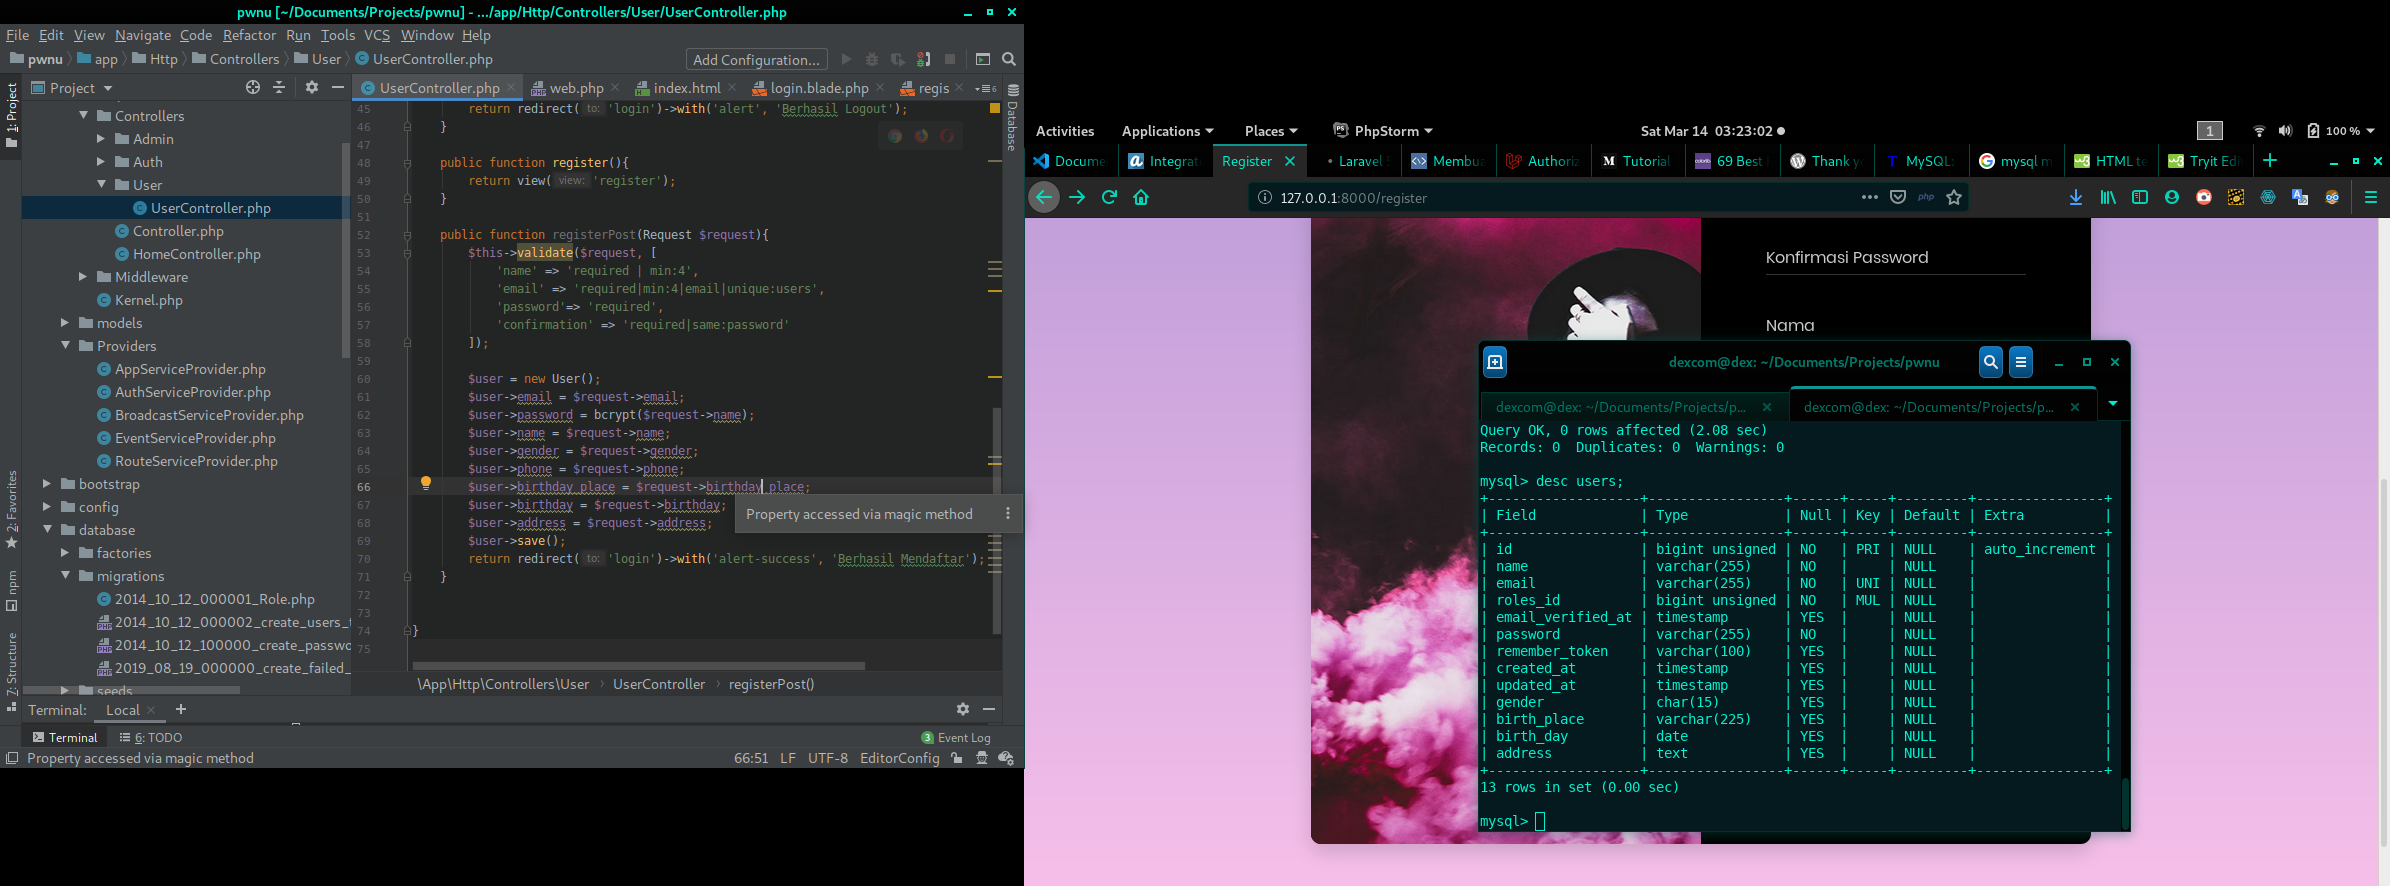 pwnu [~/Documents/Projects/pwnu] - .../app/Http/Controllers/User/UserController.php
File Edit View Navigate Code Refactor Run Tools VCS Window Help
pwnu app Http Controllers User UserController.php
Add Configuration...
1: Project
2: Favorites
npm
7: Structure
Project
Controllers
Admin
Auth
User
UserController.php
Controller.php
HomeController.php
Middleware
Kernel.php
models
Providers
AppServiceProvider.php
AuthServiceProvider.php
BroadcastServiceProvider.php
EventServiceProvider.php
RouteServiceProvider.php
bootstrap
config
database
factories
migrations
2014_10_12_000001_Role.php
2014_10_12_000002_create_users_
2014_10_12_100000_create_passwo
2019_08_19_000000_create_failed_
seeds
UserController.php web.php index.html login.blade.php regis
Database
45 return redirect( to: 'login')->with('alert', 'Berhasil Logout');
46 }
47
48 public function register(){
49 return view( view: 'register');
50 }
51
52 public function registerPost(Request $request){
53 $this->validate($request, [
54 'name' => 'required | min:4',
55 'email' => 'required|min:4|email|unique:users',
56 'password'=> 'required',
57 'confirmation' => 'required|same:password'
58 ]);
59
60 $user = new User();
61 $user->email = $request->email;
62 $user->password = bcrypt($request->name);
63 $user->name = $request->name;
64 $user->gender = $request->gender;
65 $user->phone = $request->phone;
66 $user->birthday_place = $request->birthday_place;
67 $user->birthday = $request->birthday;
68 $user->address = $request->address;
69 $user->save();
70 return redirect( to: 'login')->with('alert-success', 'Berhasil Mendaftar');
71 }
72
73
74 }
75
Property accessed via magic method
\App\Http\Controllers\User UserController registerPost()
Terminal: Local
Terminal 6: TODO
3 Event Log
Property accessed via magic method
66:51 LF UTF-8 EditorConfig
Activities Applications Places PhpStorm
Sat Mar 14 03:23:02
1
100 %
Docume Integrat Register Laravel Membua Authoriz Tutorial 69 Best Thank y MySQL: mysql m HTML te Tryit Edi
127.0.0.1:8000/register
php
Konfirmasi Password
Nama
dexcom@dex: ~/Documents/Projects/pwnu
dexcom@dex: ~/Documents/Projects/p... dexcom@dex: ~/Documents/Projects/p...
Query OK, 0 rows affected (2.08 sec)
Records: 0 Duplicates: 0 Warnings: 0
mysql> desc users;
+-------------------+-----------------+------+-----+---------+----------------+
| Field | Type | Null | Key | Default | Extra |
+-------------------+-----------------+------+-----+---------+----------------+
| id | bigint unsigned | NO | PRI | NULL | auto_increment |
| name | varchar(255) | NO | | NULL | |
| email | varchar(255) | NO | UNI | NULL | |
| roles_id | bigint unsigned | NO | MUL | NULL | |
| email_verified_at | timestamp | YES | | NULL | |
| password | varchar(255) | NO | | NULL | |
| remember_token | varchar(100) | YES | | NULL | |
| created_at | timestamp | YES | | NULL | |
| updated_at | timestamp | YES | | NULL | |
| gender | char(15) | YES | | NULL | |
| birth_place | varchar(225) | YES | | NULL | |
| birth_day | date | YES | | NULL | |
| address | text | YES | | NULL | |
+-------------------+-----------------+------+-----+---------+----------------+
13 rows in set (0.00 sec)
mysql>